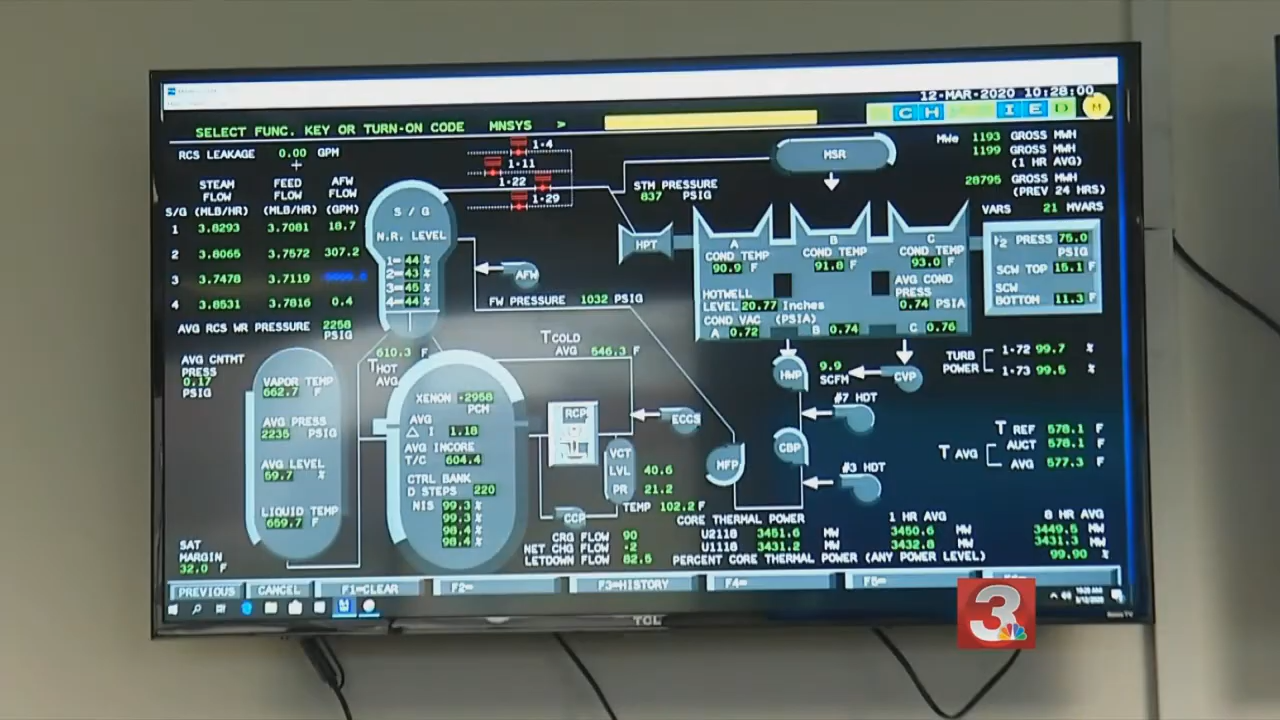 12-MAR-2020 10:28:00
C H I E D M
SELECT FUNC. KEY OR TURN-ON CODE MNSYS >
RCS LEAKAGE 0.00 GPM
STEAM FLOW FEED FLOW AFW FLOW
S/G (MLB/HR) (MLB/HR) (GPM)
1 3.8293 3.7081 18.7
2 3.8065 3.7572 307.2
3 3.7478 3.7119
4 3.8531 3.7816 0.4
AVG RCS WR PRESSURE 2258 PSIG
1-4
1-11
1-22
1-29
S / G
N.R. LEVEL
1= 44 %
2= 43 %
3= 45 %
4= 44 %
AFW
FW PRESSURE 1032 PSIG
STM PRESSURE
837 PSIG
MSR
HPT
MWe 1193 GROSS MWH
1199 GROSS MWH
(1 HR AVG)
28795 GROSS MWH
(PREV 24 HRS)
VARS 21 MVARS
A
COND TEMP
90.9 F
B
COND TEMP
91.8 F
C
COND TEMP
93.0 F
HOTWELL
LEVEL 20.77 Inches
COND VAC (PSIA)
A 0.72 B 0.74 C 0.76
AVG COND
PRESS
0.74 PSIA
H2 PRESS 75.0
PSIG
SCW TOP 15.1 F
SCW
BOTTOM 11.3 F
AVG CNTMT
PRESS
0.17
PSIG
VAPOR TEMP
662.7 F
AVG PRESS
2235 PSIG
AVG LEVEL
59.7 %
LIQUID TEMP
659.7 F
SAT
MARGIN
32.0 F
610.3 F
THOT
AVG
TCOLD
AVG 546.3 F
XENON -2958
PCM
AVG
Δ I 1.18
AVG INCORE
T/C 604.4
CTRL BANK
D STEPS 220
NIS 99.3 %
99.3 %
98.4 %
98.4 %
RCP
ECCS
VCT
LVL 40.6
PR 21.2
TEMP 102.2 F
CCP
CRG FLOW 90
NET CHG FLOW -2
LETDOWN FLOW 82.5
MFP
HWP
9.9
SCFM
CVP
#7 HDT
CBP
#3 HDT
TURB
POWER
1-72 99.7 %
1-73 99.5 %
T REF 578.1 F
T AVG
AUCT 578.1 F
AVG 577.3 F
CORE THERMAL POWER 1 HR AVG 8 HR AVG
U2118 3451.6 MW 3450.6 MW 3449.5 MW
U1118 3431.2 MW 3432.8 MW 3431.3 MW
PERCENT CORE THERMAL POWER (ANY POWER LEVEL) 99.90 %
PREVIOUS CANCEL F1=CLEAR F2= F3=HISTORY F4= F5=
TCL
Roku TV
3